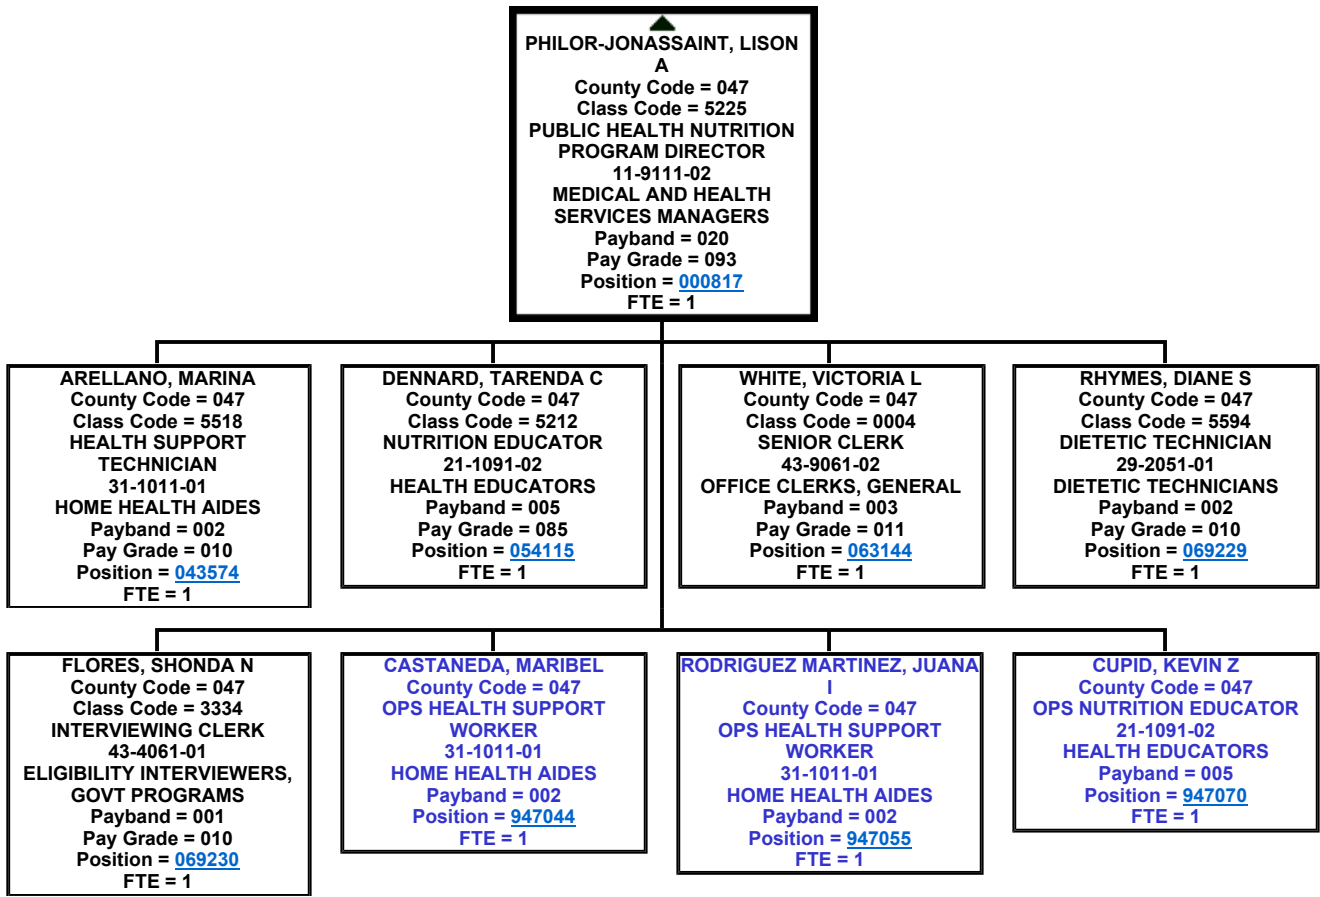 PHILOR-JONASSAINT, LISON
A
County Code = 047
Class Code = 5225
PUBLIC HEALTH NUTRITION
PROGRAM DIRECTOR
11-9111-02
MEDICAL AND HEALTH
SERVICES MANAGERS
Payband = 020
Pay Grade = 093
Position = 000817
FTE = 1
ARELLANO, MARINA
County Code = 047
Class Code = 5518
HEALTH SUPPORT
TECHNICIAN
31-1011-01
HOME HEALTH AIDES
Payband = 002
Pay Grade = 010
Position = 043574
FTE = 1
DENNARD, TARENDA C
County Code = 047
Class Code = 5212
NUTRITION EDUCATOR
21-1091-02
HEALTH EDUCATORS
Payband = 005
Pay Grade = 085
Position = 054115
FTE = 1
WHITE, VICTORIA L
County Code = 047
Class Code = 0004
SENIOR CLERK
43-9061-02
OFFICE CLERKS, GENERAL
Payband = 003
Pay Grade = 011
Position = 063144
FTE = 1
RHYMES, DIANE S
County Code = 047
Class Code = 5594
DIETETIC TECHNICIAN
29-2051-01
DIETETIC TECHNICIANS
Payband = 002
Pay Grade = 010
Position = 069229
FTE = 1
FLORES, SHONDA N
County Code = 047
Class Code = 3334
INTERVIEWING CLERK
43-4061-01
ELIGIBILITY INTERVIEWERS,
GOVT PROGRAMS
Payband = 001
Pay Grade = 010
Position = 069230
FTE = 1
CASTANEDA, MARIBEL
County Code = 047
OPS HEALTH SUPPORT
WORKER
31-1011-01
HOME HEALTH AIDES
Payband = 002
Position = 947044
FTE = 1
RODRIGUEZ MARTINEZ, JUANA
I
County Code = 047
OPS HEALTH SUPPORT
WORKER
31-1011-01
HOME HEALTH AIDES
Payband = 002
Position = 947055
FTE = 1
CUPID, KEVIN Z
County Code = 047
OPS NUTRITION EDUCATOR
21-1091-02
HEALTH EDUCATORS
Payband = 005
Position = 947070
FTE = 1